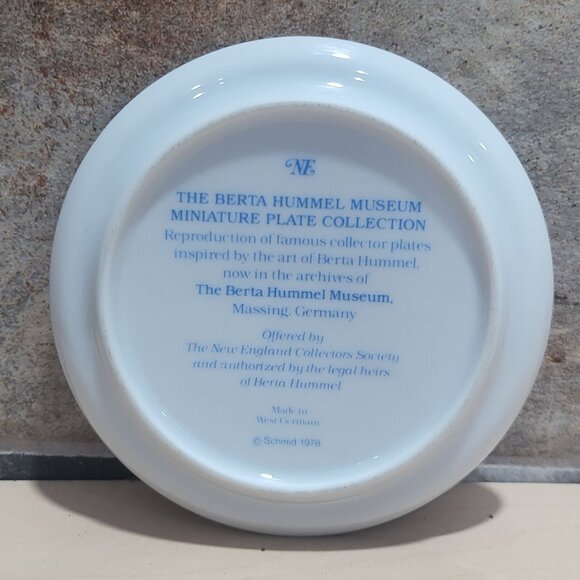 NE
THE BERTA HUMMEL MUSEUM
MINIATURE PLATE COLLECTION
Reproduction of famous collector plates
inspired by the art of Berta Hummel,
now in the archives of
The Berta Hummel Museum,
Massing, Germany
Offered by
The New England Collectors Society
and authorized by the legal heirs
of Berta Hummel
Made in
West Germany
© Schmid 1978